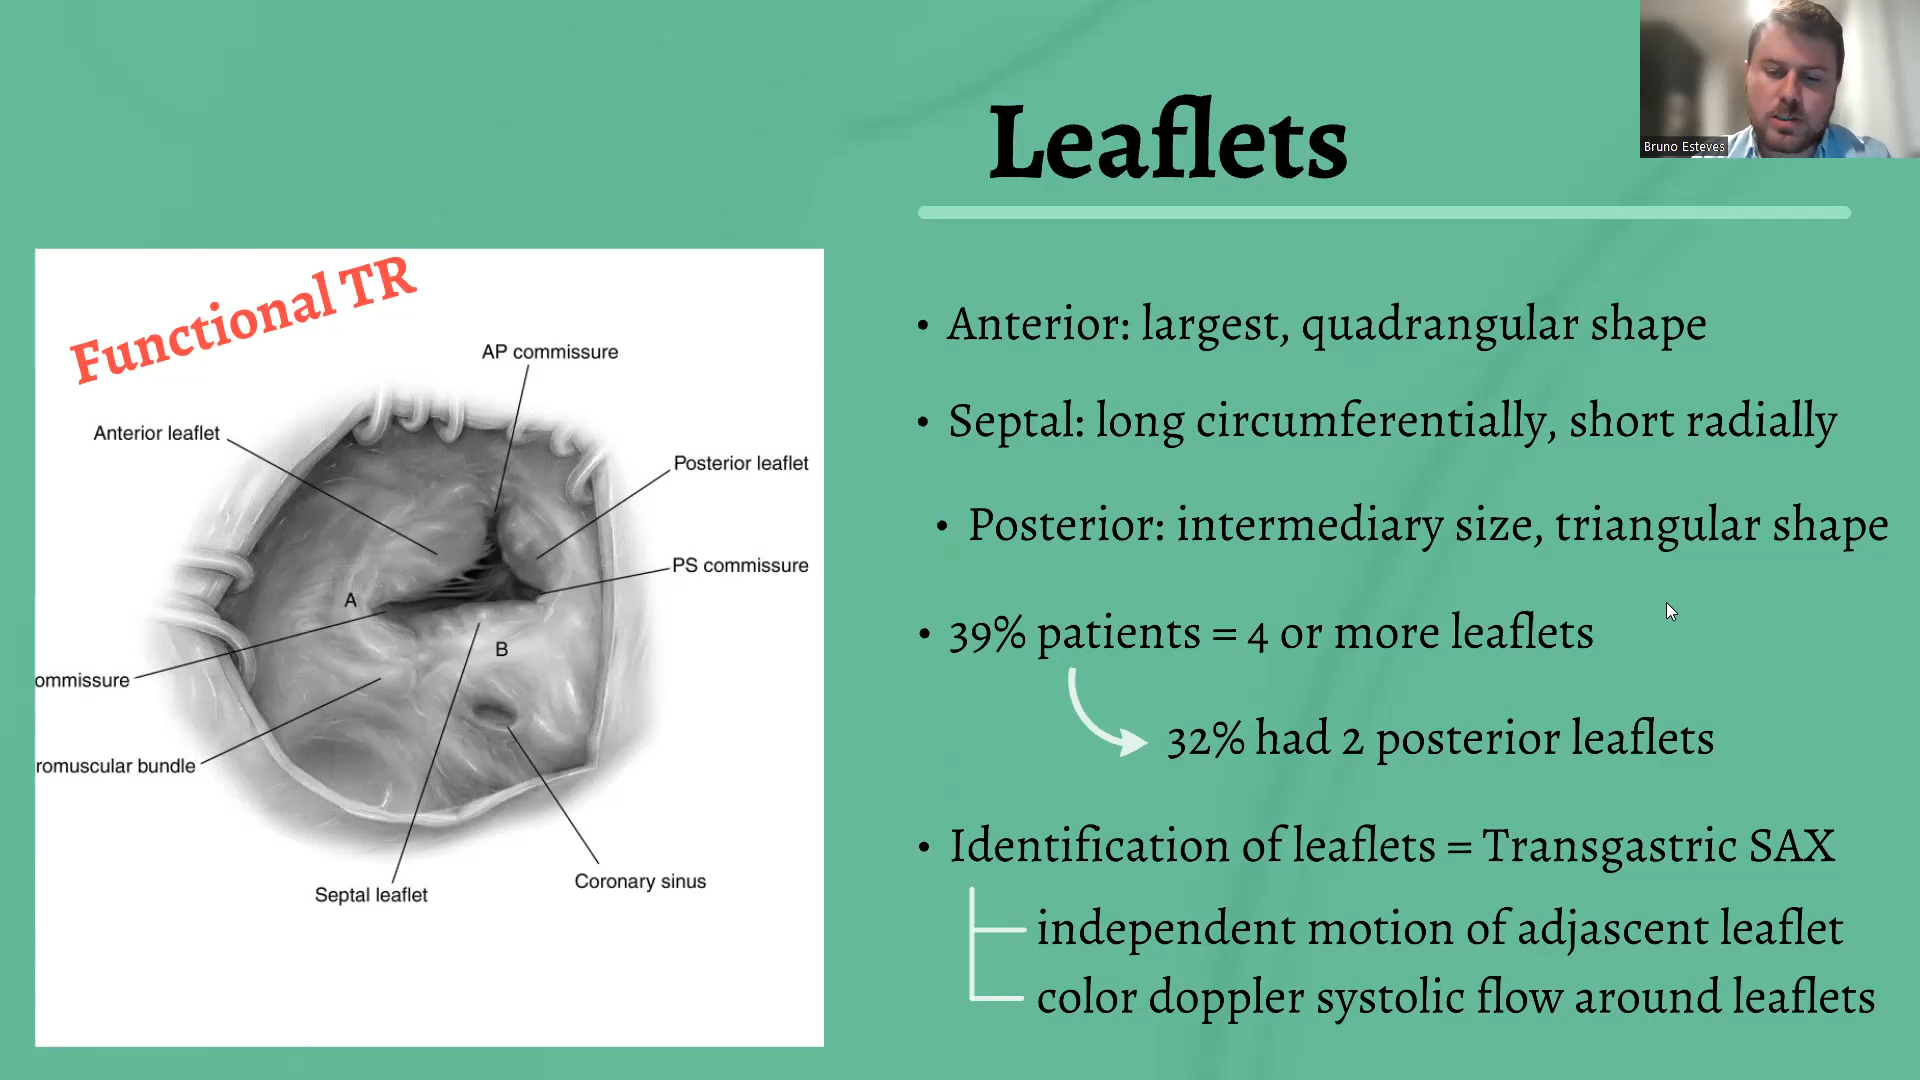 Bruno Esteves
Leaflets
Functional TR
AP commissure
Anterior leaflet
Posterior leaflet
PS commissure
A
B
ommissure
romuscular bundle
Septal leaflet
Coronary sinus
• Anterior: largest, quadrangular shape
• Septal: long circumferentially, short radially
• Posterior: intermediary size, triangular shape
• 39% patients = 4 or more leaflets
32% had 2 posterior leaflets
• Identification of leaflets = Transgastric SAX
independent motion of adjascent leaflet
color doppler systolic flow around leaflets